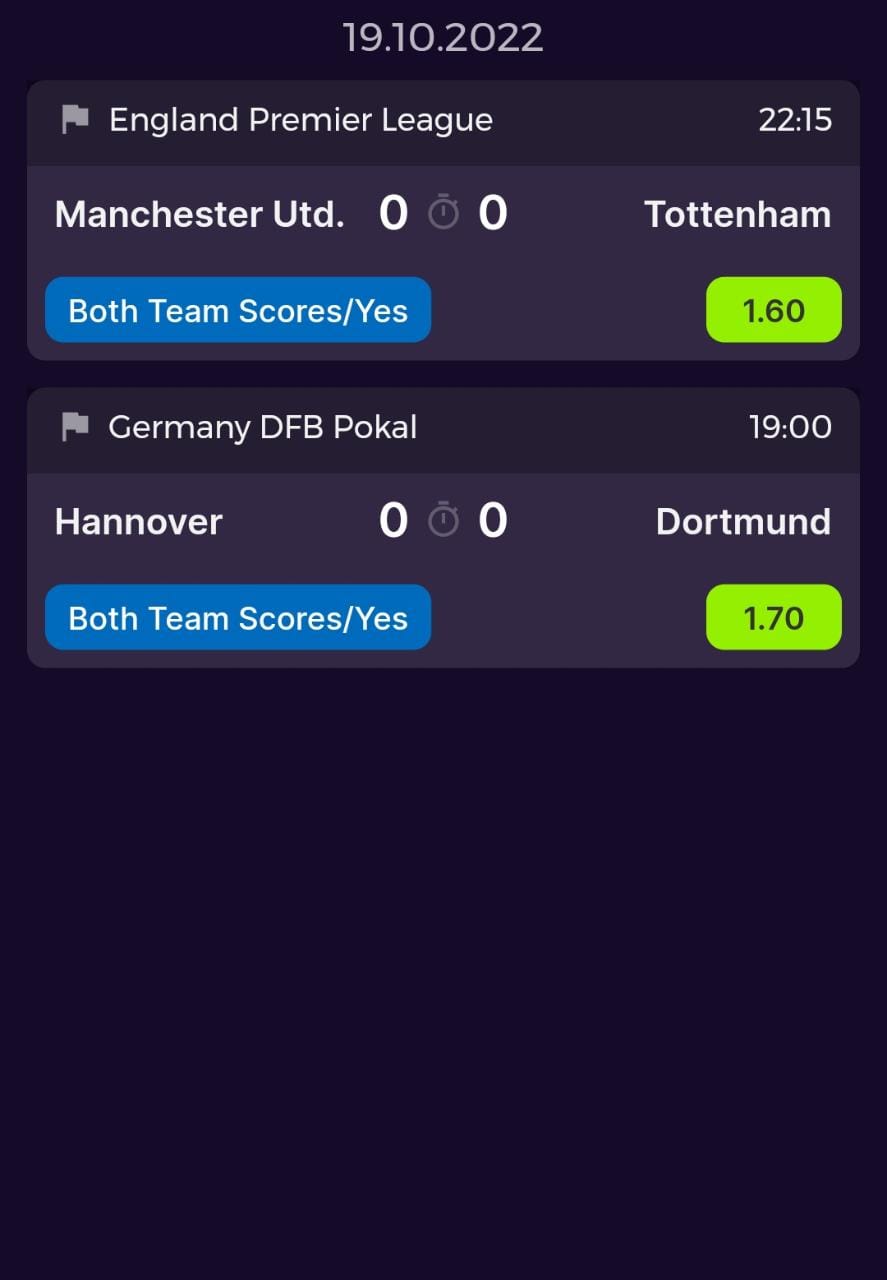 19.10.2022
England Premier League 22:15
Manchester Utd. 0 0 Tottenham
Both Team Scores/Yes 1.60
Germany DFB Pokal 19:00
Hannover 0 0 Dortmund
Both Team Scores/Yes 1.70